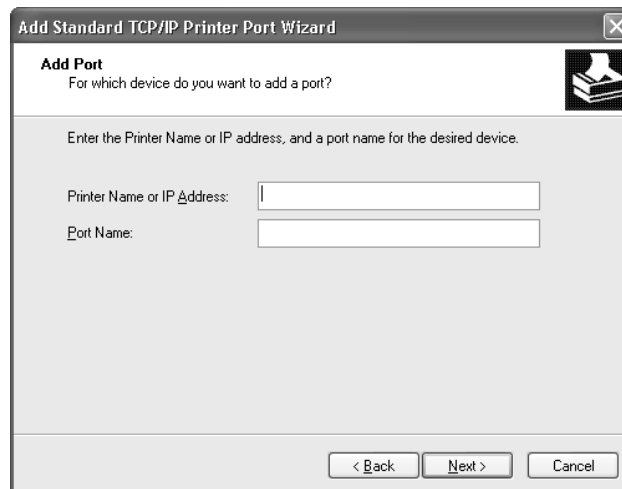 Add Standard TCP/IP Printer Port Wizard
Add Port
For which device do you want to add a port?
Enter the Printer Name or IP address, and a port name for the desired device.
Printer Name or IP Address:
Port Name:
< Back Next > Cancel